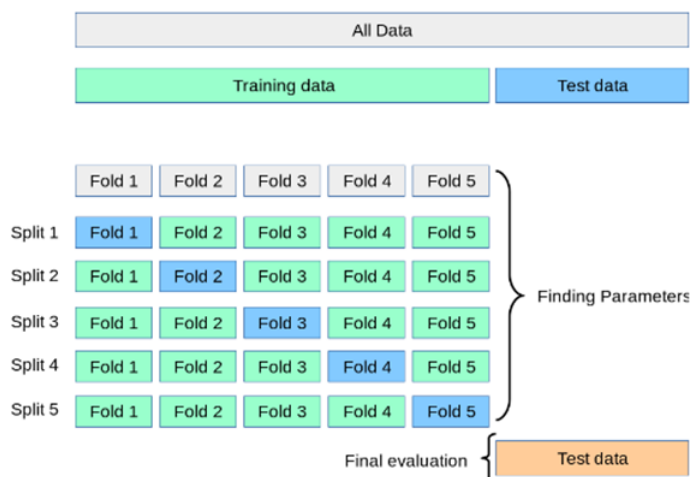 All Data
Training data Test data
Fold 1 Fold 2 Fold 3 Fold 4 Fold 5
Split 1 Fold 1 Fold 2 Fold 3 Fold 4 Fold 5
Split 2 Fold 1 Fold 2 Fold 3 Fold 4 Fold 5
Finding Parameters
Split 3 Fold 1 Fold 2 Fold 3 Fold 4 Fold 5
Split 4 Fold 1 Fold 2 Fold 3 Fold 4 Fold 5
Split 5 Fold 1 Fold 2 Fold 3 Fold 4 Fold 5
Final evaluation Test data